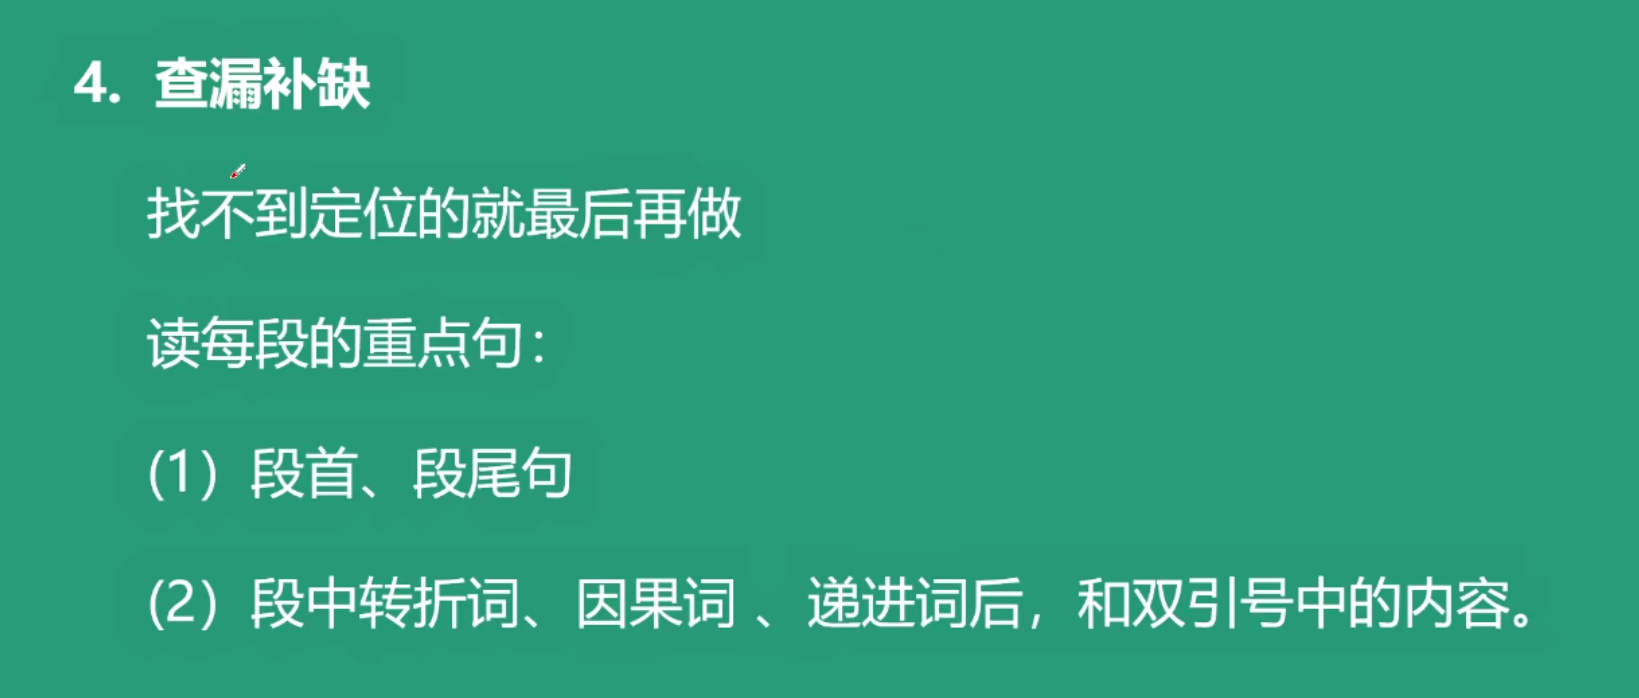 4. 查漏补缺
找不到定位的就最后再做
读每段的重点句：
(1）段首、段尾句
(2）段中转折词、因果词 、递进词后，和双引号中的内容。